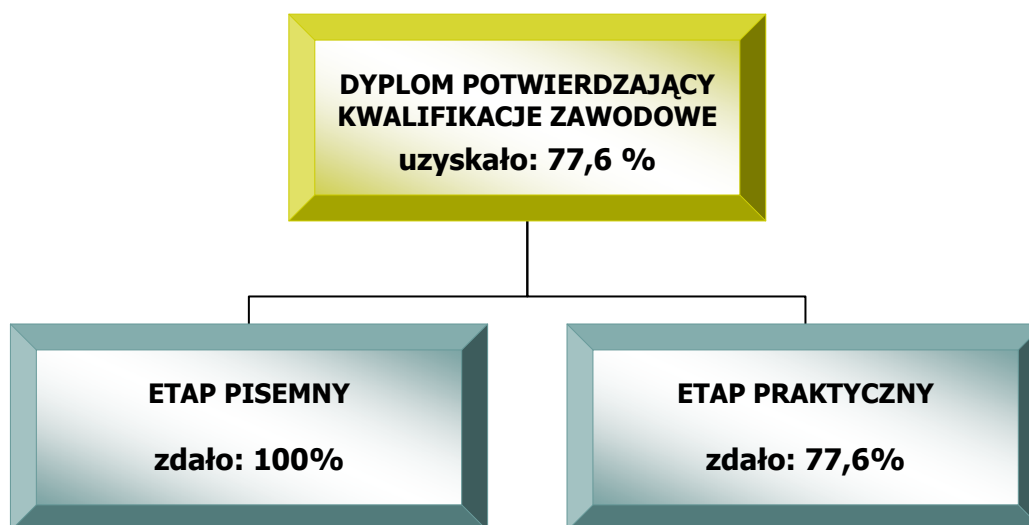 DYPLOM POTWIERDZAJĄCY
KWALIFIKACJE ZAWODOWE
uzyskało: 77,6 %
ETAP PISEMNY
zdało: 100%
ETAP PRAKTYCZNY
zdało: 77,6%